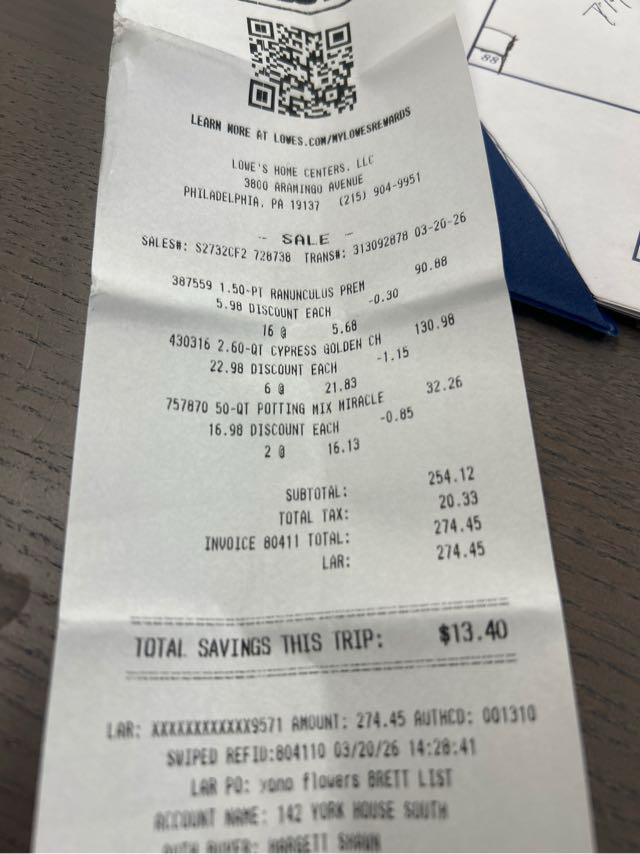 LEARN MORE AT LOWES.COM/MYLOWESREWARDS
LOWE'S HOME CENTERS, LLC
3800 ARAMINGO AVENUE
PHILADELPHIA, PA 19137 (215) 904-9951
-- SALE --
SALES#: S2732CF2 728738 TRANS#: 313092878 03-20-26
387559 1.50-PT RANUNCULUS PREM 90.88
5.98 DISCOUNT EACH -0.30
16 @ 5.68
430316 2.60-QT CYPRESS GOLDEN CH 130.98
22.98 DISCOUNT EACH -1.15
6 @ 21.83
757870 50-QT POTTING MIX MIRACLE 32.26
16.98 DISCOUNT EACH -0.85
2 @ 16.13
SUBTOTAL: 254.12
TOTAL TAX: 20.33
INVOICE 80411 TOTAL: 274.45
LAR: 274.45
TOTAL SAVINGS THIS TRIP: $13.40
LAR: XXXXXXXXXXXX9571 AMOUNT: 274.45 AUTHCD: 001310
SWIPED REFID:804110 03/20/26 14:28:41
LAR PO: yono flowers BRETT LIST
ACCOUNT NAME: 142 YORK HOUSE SOUTH
AUTH BUYER: HARGETT SHAWN
88